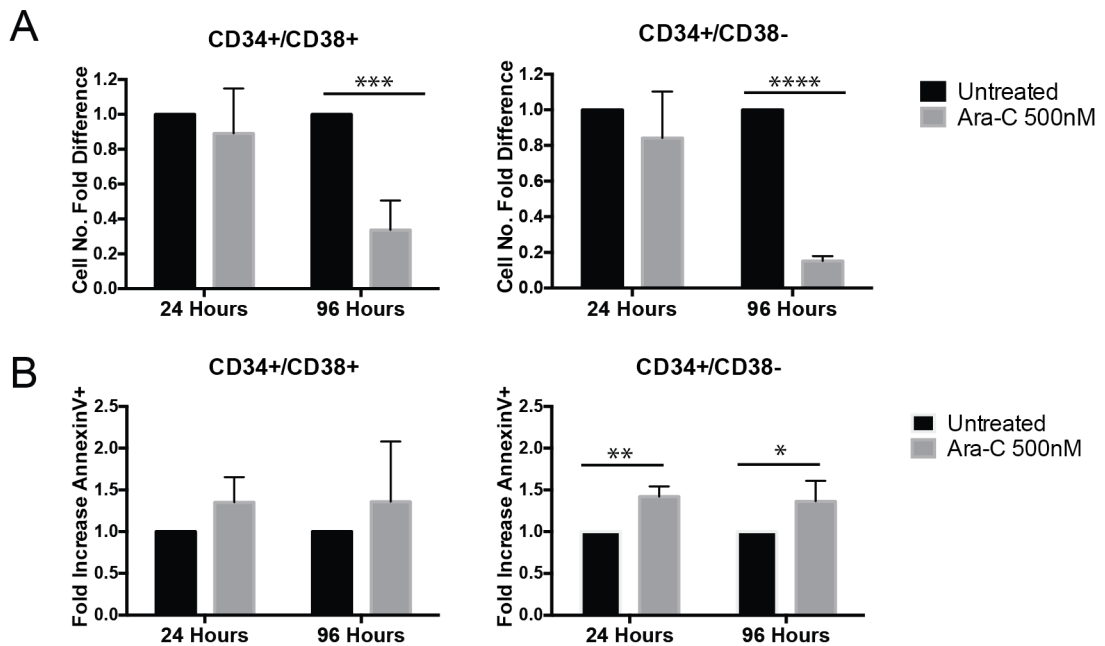 A
CD34+/CD38+
Cell No. Fold Difference
1.2
1.0
0.8
0.6
0.4
0.2
0.0
***
24 Hours
96 Hours
CD34+/CD38-
Cell No. Fold Difference
1.2
1.0
0.8
0.6
0.4
0.2
0.0
****
24 Hours
96 Hours
Untreated
Ara-C 500nM
B
CD34+/CD38+
Fold Increase AnnexinV+
2.5
2.0
1.5
1.0
0.5
0.0
24 Hours
96 Hours
CD34+/CD38-
Fold Increase AnnexinV+
2.5
2.0
1.5
1.0
0.5
0.0
**
*
24 Hours
96 Hours
Untreated
Ara-C 500nM